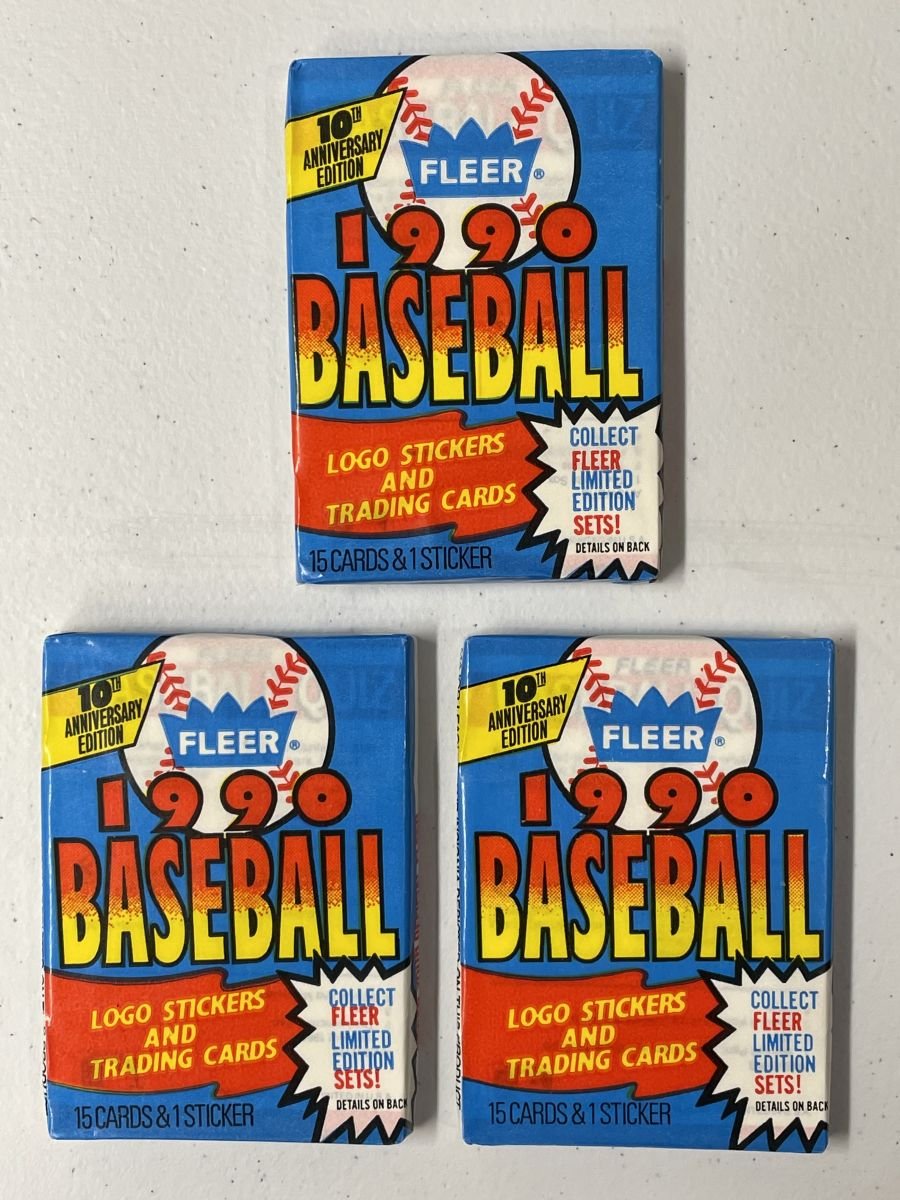 10TH
ANNIVERSARY
EDITION
FLEER®
1990
BASEBALL
LOGO STICKERS
AND
TRADING CARDS
COLLECT
FLEER
LIMITED
EDITION
SETS!
DETAILS ON BACK
15 CARDS & 1 STICKER
10TH
ANNIVERSARY
EDITION
FLEER®
1990
BASEBALL
LOGO STICKERS
AND
TRADING CARDS
COLLECT
FLEER
LIMITED
EDITION
SETS!
DETAILS ON BACK
15 CARDS & 1 STICKER
10TH
ANNIVERSARY
EDITION
FLEER®
1990
BASEBALL
LOGO STICKERS
AND
TRADING CARDS
COLLECT
FLEER
LIMITED
EDITION
SETS!
DETAILS ON BACK
15 CARDS & 1 STICKER